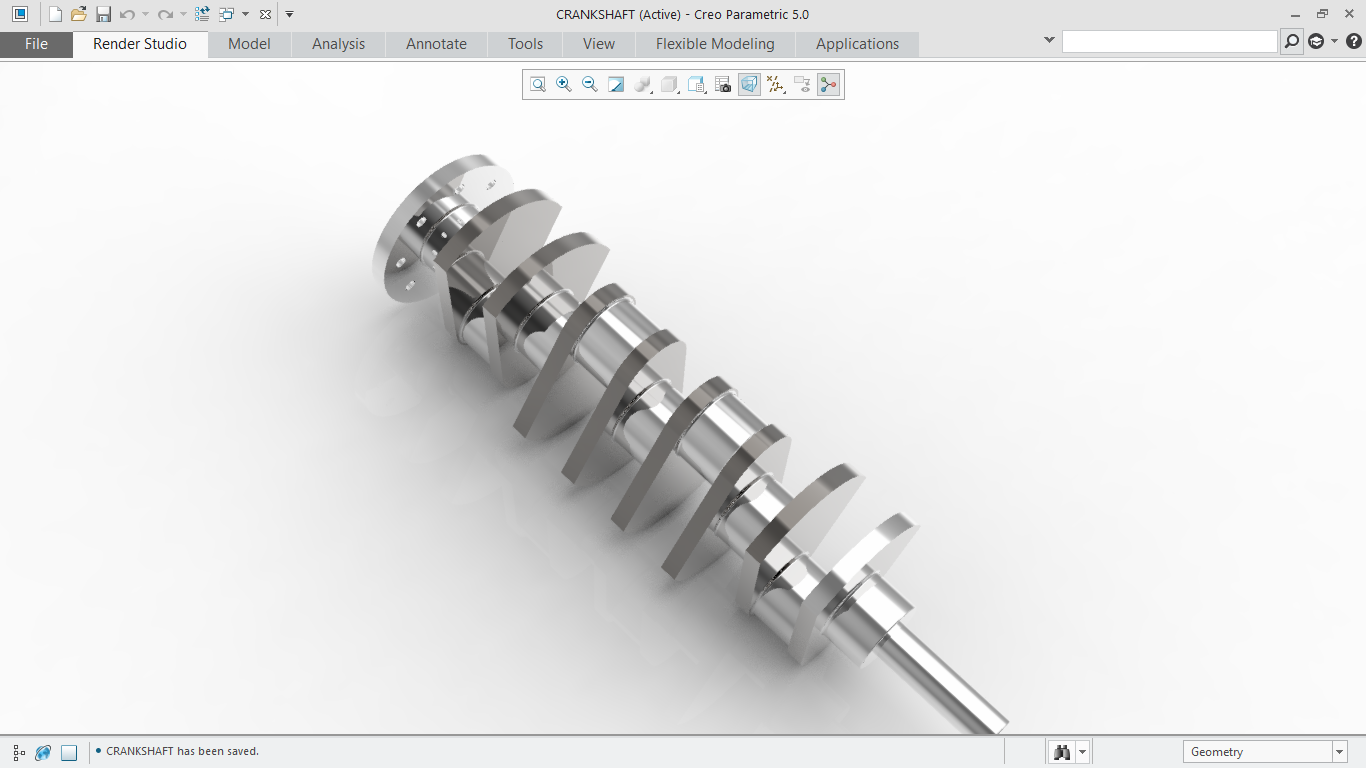 CRANKSHAFT (Active) - Creo Parametric 5.0
File Render Studio Model Analysis Annotate Tools View Flexible Modeling Applications
CRANKSHAFT has been saved.
Geometry